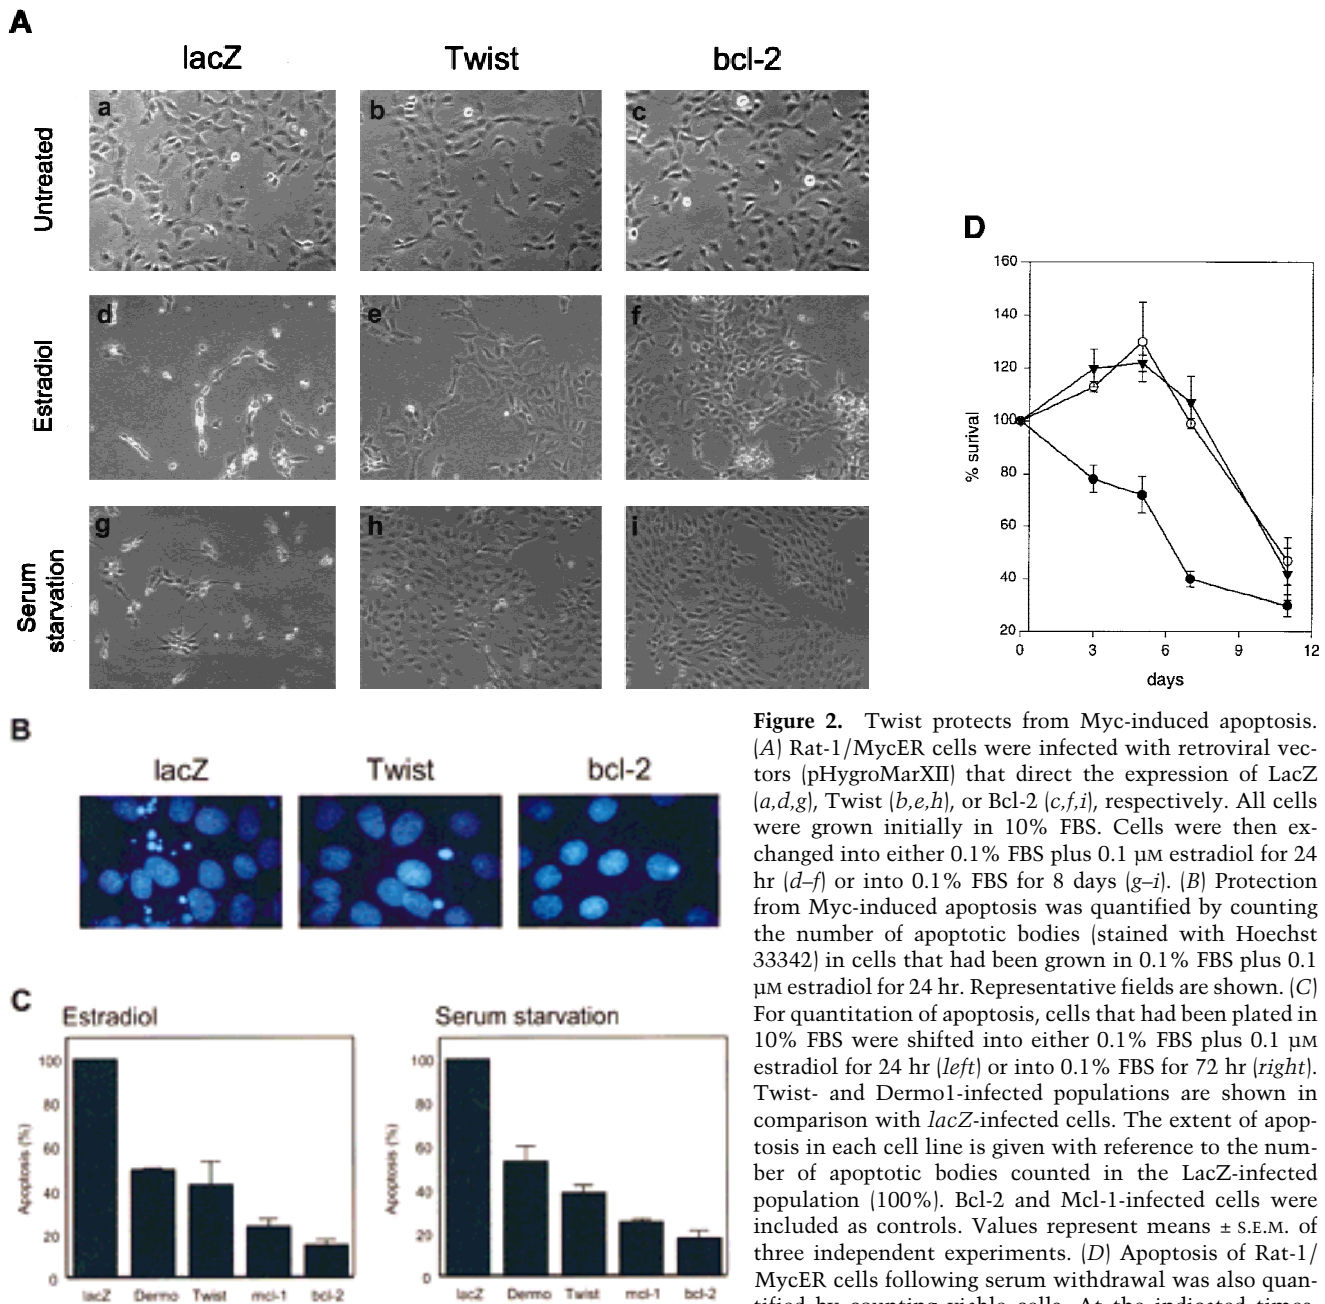 A
lacZ Twist bcl-2
Untreated
a b c
Estradiol
d e f
Serum
starvation
g h i
D
160
140
120
100
80
60
40
20
% surival
0 3 6 9 12
days
B
lacZ Twist bcl-2
C
Estradiol
100
80
60
40
20
0
Apoptosis (%)
lacZ Dermo Twist mcl-1 bcl-2
Serum starvation
100
80
60
40
20
0
Apoptosis (%)
lacZ Dermo Twist mcl-1 bcl-2
Figure 2. Twist protects from Myc-induced apoptosis.
(A) Rat-1/MycER cells were infected with retroviral vec-
tors (pHygroMarXII) that direct the expression of LacZ
(a,d,g), Twist (b,e,h), or Bcl-2 (c,f,i), respectively. All cells
were grown initially in 10% FBS. Cells were then ex-
changed into either 0.1% FBS plus 0.1 µM estradiol for 24
hr (d–f) or into 0.1% FBS for 8 days (g–i). (B) Protection
from Myc-induced apoptosis was quantified by counting
the number of apoptotic bodies (stained with Hoechst
33342) in cells that had been grown in 0.1% FBS plus 0.1
µM estradiol for 24 hr. Representative fields are shown. (C)
For quantitation of apoptosis, cells that had been plated in
10% FBS were shifted into either 0.1% FBS plus 0.1 µM
estradiol for 24 hr (left) or into 0.1% FBS for 72 hr (right).
Twist- and Dermo1-infected populations are shown in
comparison with lacZ-infected cells. The extent of apop-
tosis in each cell line is given with reference to the num-
ber of apoptotic bodies counted in the LacZ-infected
population (100%). Bcl-2 and Mcl-1-infected cells were
included as controls. Values represent means ± S.E.M. of
three independent experiments. (D) Apoptosis of Rat-1/
MycER cells following serum withdrawal was also quan-
tified by counting viable cells. At the indicated times,